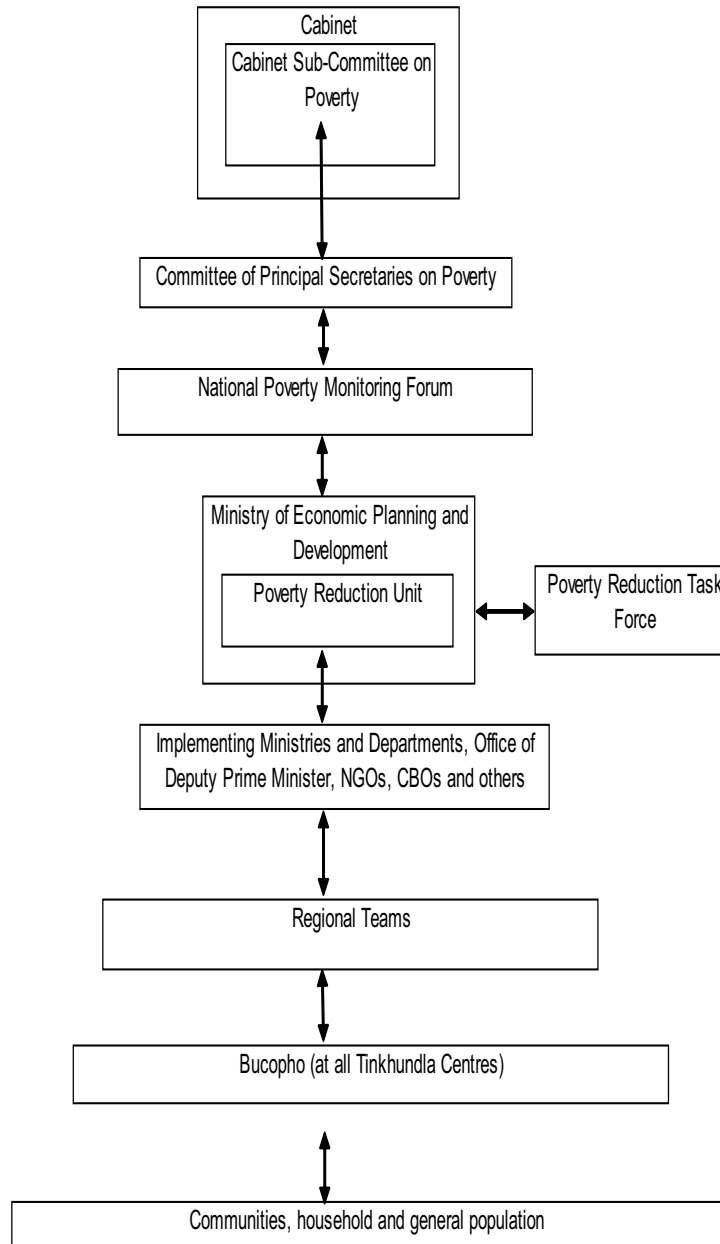 Cabinet
Cabinet Sub-Committee on
Poverty
Committee of Principal Secretaries on Poverty
National Poverty Monitoring Forum
Ministry of Economic Planning and
Development
Poverty Reduction Unit
Poverty Reduction Task
Force
Implementing Ministries and Departments, Office of
Deputy Prime Minister, NGOs, CBOs and others
Regional Teams
Bucopho (at all Tinkhundla Centres)
Communities, household and general population